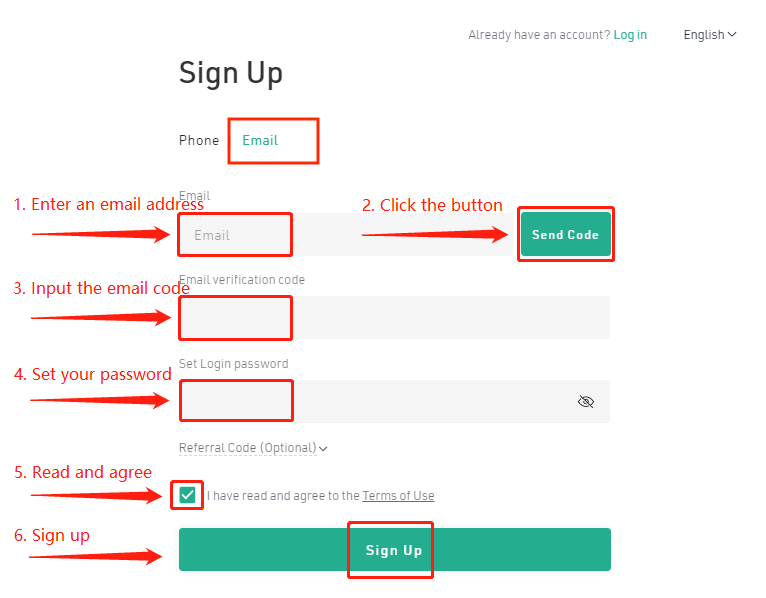 Already have an account? Log in English
Sign Up
Phone Email
Email
1. Enter an email address
2. Click the button
Email
Send Code
Email verification code
3. Input the email code
Set Login password
4. Set your password
Referral Code (Optional)
5. Read and agree
I have read and agree to the Terms of Use
6. Sign up
Sign Up